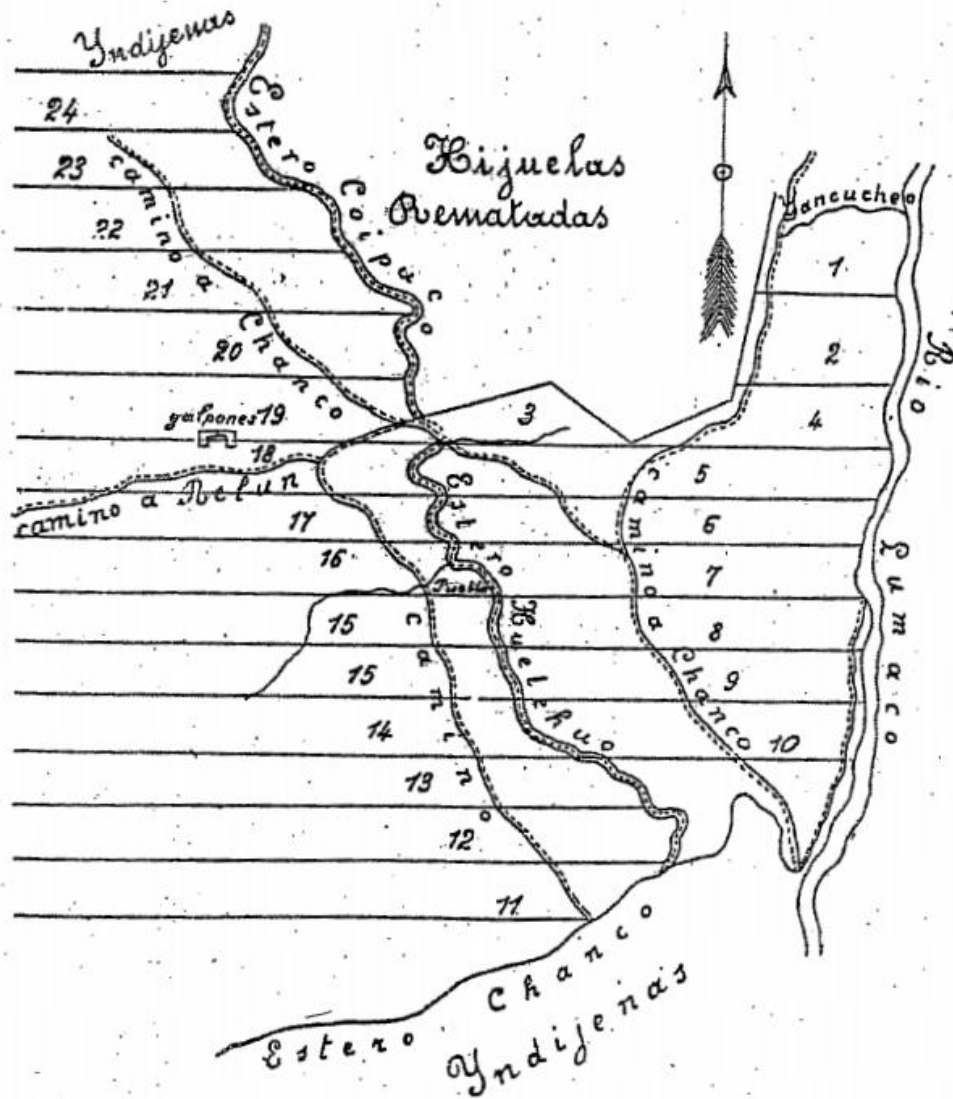 Yndijenas
24
23
22
21
20
19
18
17
16
15
15
14
13
12
11
Estero Coipuco
camino a Chanco
Hijuelas
Rematadas
galpones
camino a Relun
Estero Huelehuo
Camin
camino a Chanco
1
2
3
4
5
6
7
8
9
10
Rio Lumaco
Estero Chanco
Yndijenas